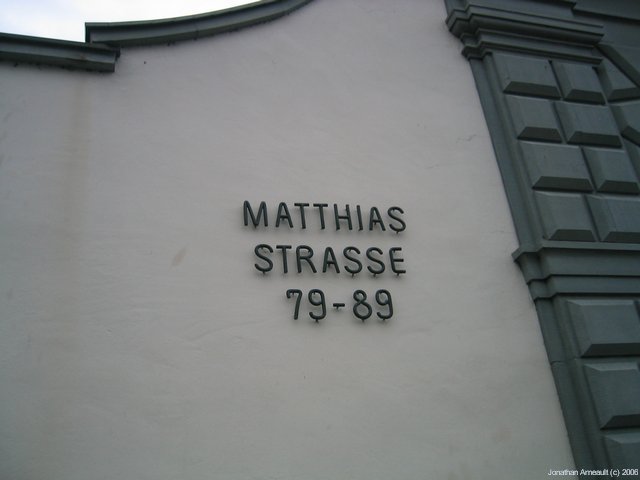 MATTHIAS
STRASSE
79-89
Jonathan Arneault (c) 2006